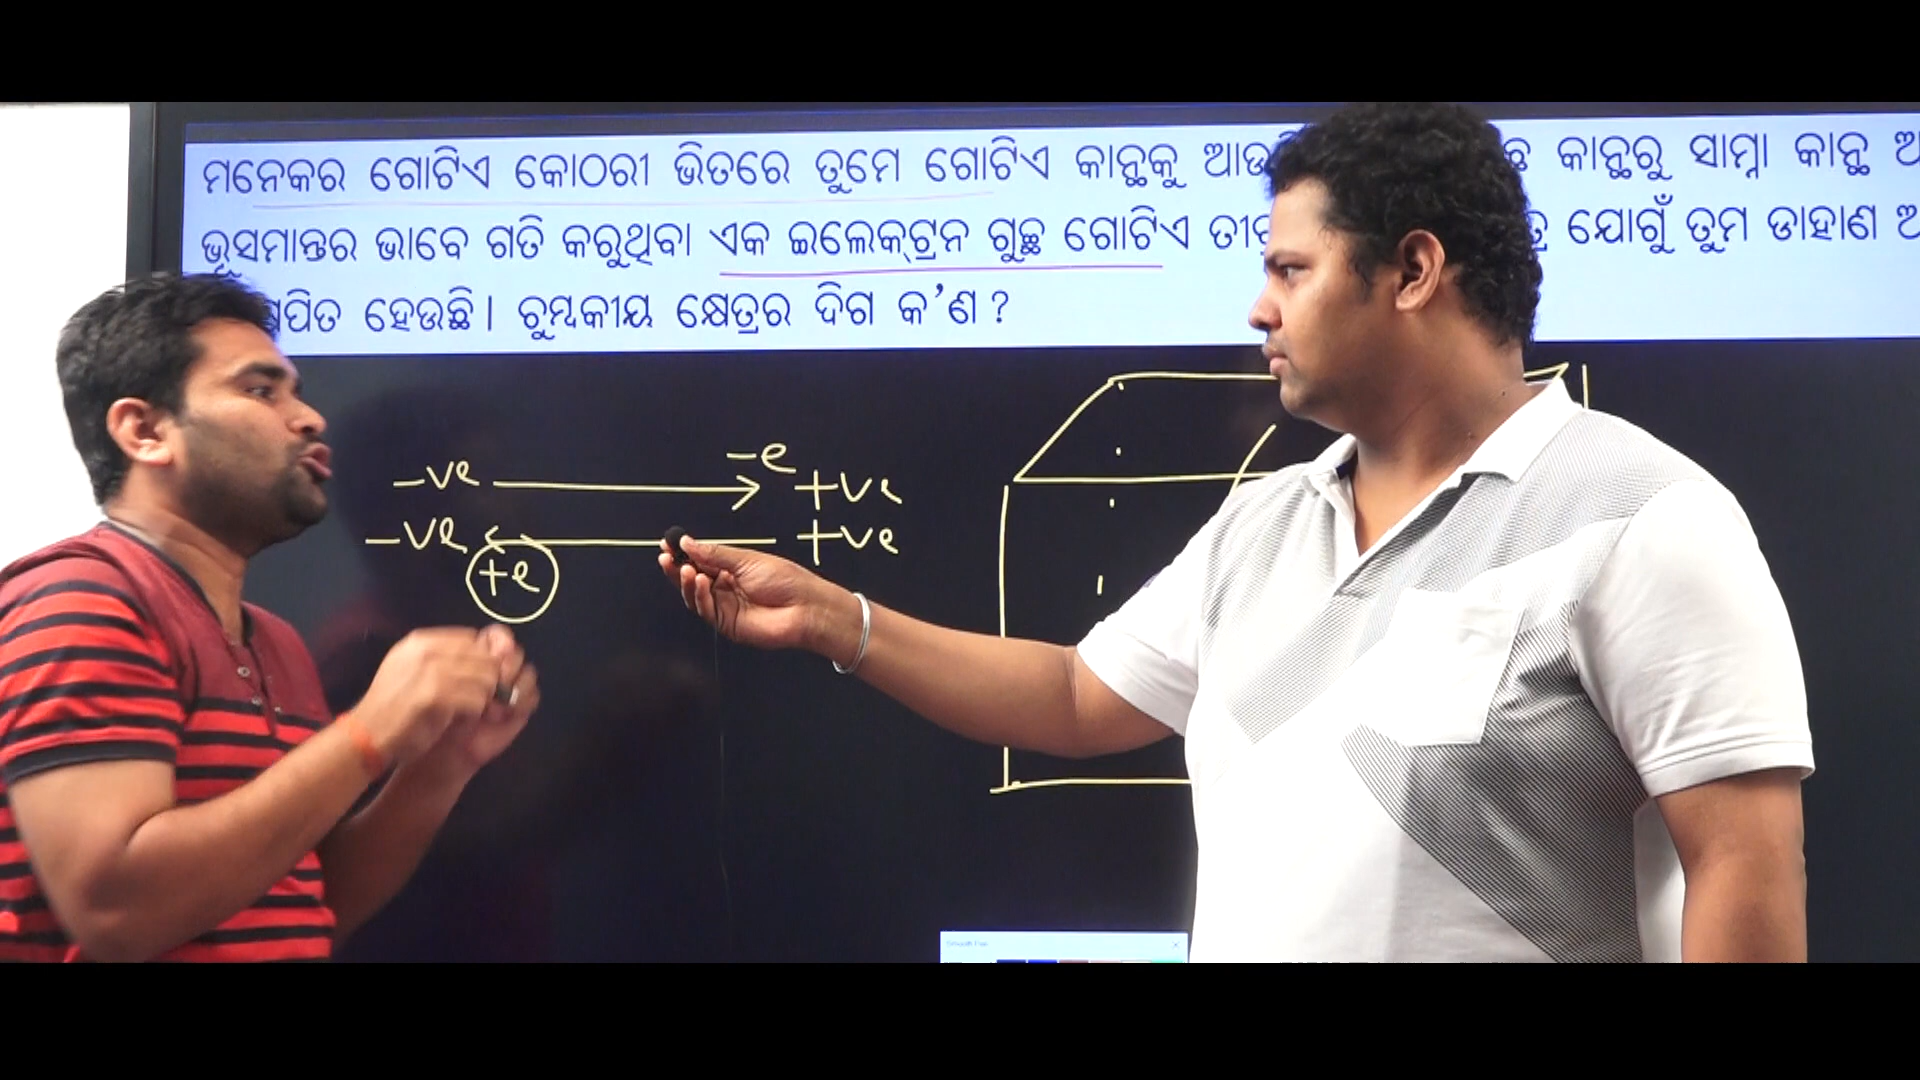 ମନେକର ଗୋଟିଏ କୋଠରୀ ଭିତରେ ତୁମେ ଗୋଟିଏ କାନ୍ଥକୁ କାନ୍ଥରୁ ସାମ୍ନା କାନ୍ଥ
ଭୂସମାନ୍ତର ଭାବେ ଗତି କରୁଥିବା ଏକ ଇଲେକ୍ଟ୍ରନ ଗୁଚ୍ଛ ଗୋଟିଏ ଯୋଗୁଁ ତୁମ ଡାହାଣ
ହେଉଛି। ଚୁମ୍ବକୀୟ କ୍ଷେତ୍ରର ଦିଗ କ'ଣ ?
-e
-ve +ve
-ve +ve
+e